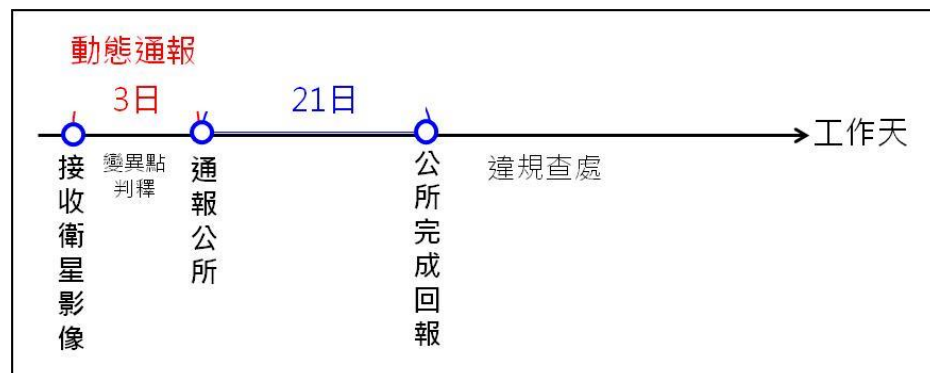 動態通報
3日
21日
工作天
接收衛星影像
變異點
判釋
通報公所
公所完成回報
違規查處